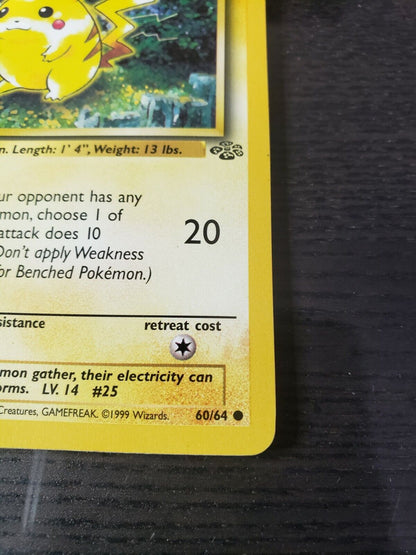 n. Length: 1' 4", Weight: 13 lbs.
ur opponent has any
mon, choose 1 of
attack does 10
Don't apply Weakness
for Benched Pokémon.)
20
sistance
retreat cost
mon gather, their electricity can
orms. LV. 14 #25
Creatures, GAMEFREAK. ©1999 Wizards.
60/64